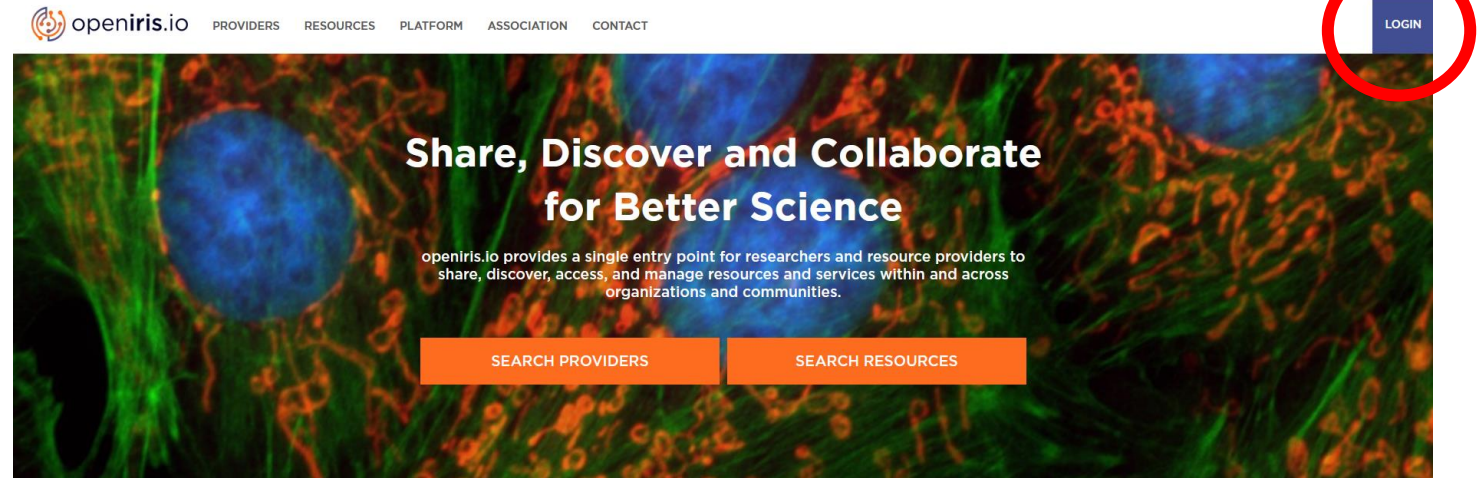 openiris.io PROVIDERS RESOURCES PLATFORM ASSOCIATION CONTACT LOGIN
Share, Discover and Collaborate
for Better Science
openiris.io provides a single entry point for researchers and resource providers to
share, discover, access, and manage resources and services within and across
organizations and communities.
SEARCH PROVIDERS SEARCH RESOURCES